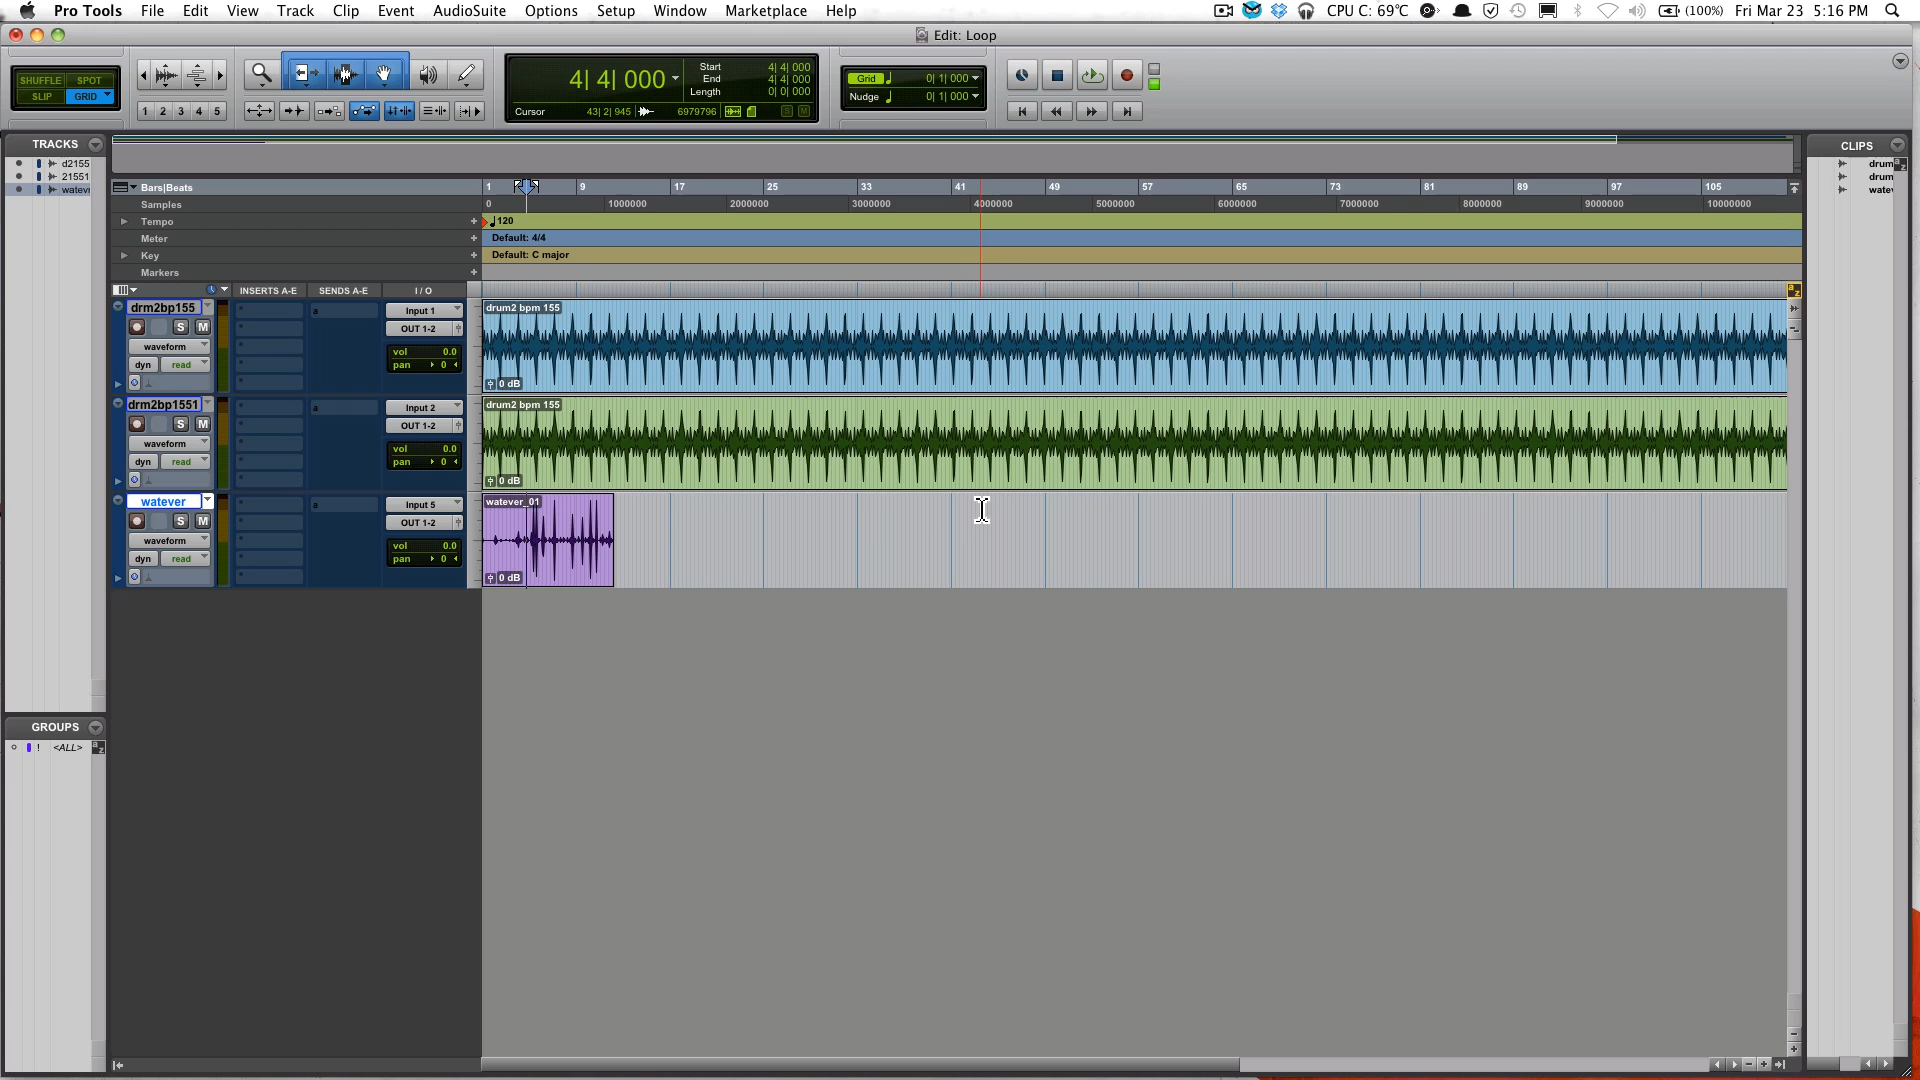 Pro Tools File Edit View Track Clip Event AudioSuite Options Setup Window Marketplace Help CPU C: 69°C (100%) Fri Mar 23 5:16 PM
Edit: Loop
SHUFFLE SPOT
SLIP GRID
1 2 3 4 5
4| 4| 000
Start 4| 4| 000
End 4| 4| 000
Length 0| 0| 000
Cursor 43| 2| 945 6979796 S M
Grid 0| 1| 000
Nudge 0| 1| 000
TRACKS
d2155
21551
watev
CLIPS
drum
drum
wate
Bars|Beats 1 9 17 25 33 41 49 57 65 73 81 89 97 105
Samples 0 1000000 2000000 3000000 4000000 5000000 6000000 7000000 8000000 9000000 10000000
Tempo + 120
Meter + Default: 4/4
Key + Default: C major
Markers +
INSERTS A-E SENDS A-E I / O
drm2bp155 a Input 1 drum2 bpm 155
S M OUT 1-2
waveform vol 0.0
dyn read pan 0
0 dB
drm2bp1551 a Input 2 drum2 bpm 155
S M OUT 1-2
waveform vol 0.0
dyn read pan 0
0 dB
watever a Input 5 watever_01
S M OUT 1-2
waveform vol 0.0
dyn read pan 0
0 dB
GROUPS
! <ALL> a z